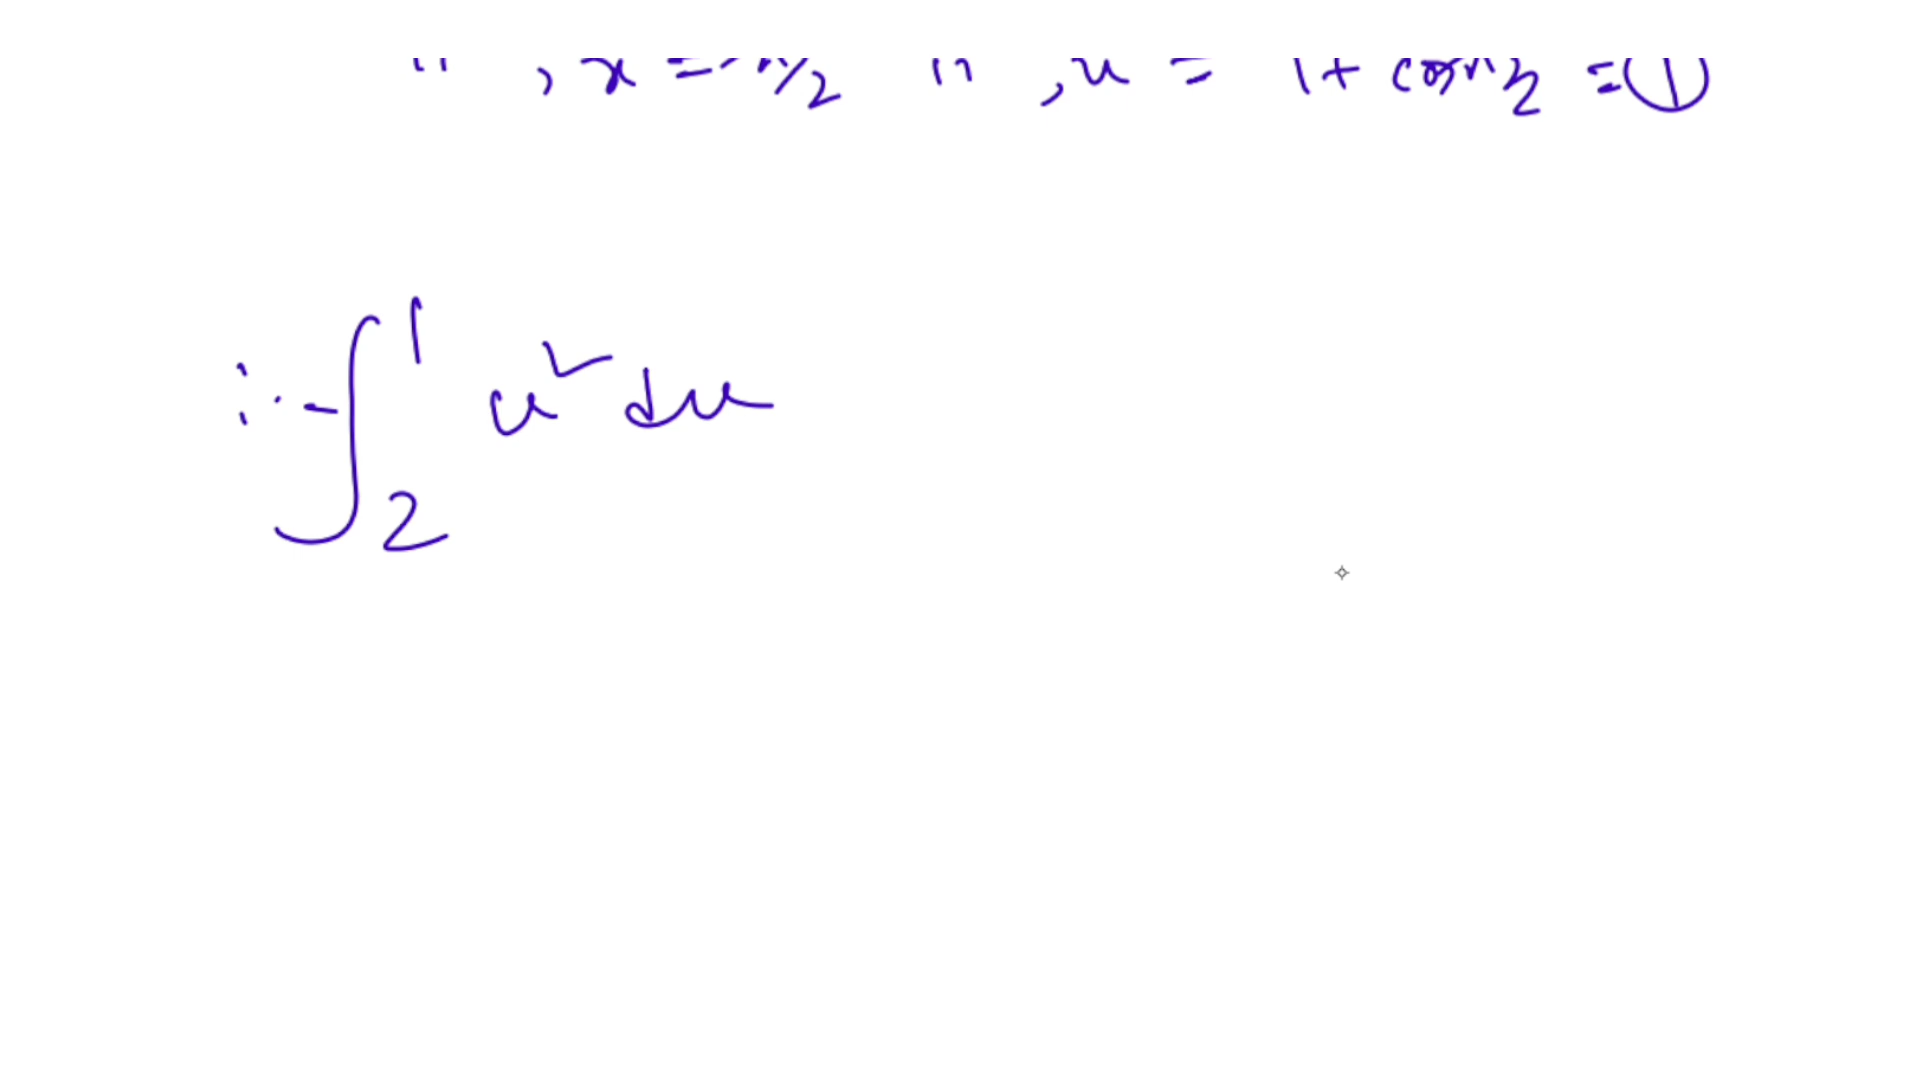 " , x = π/2 " , u = 1 + cos π/2 = 1
∴ - ∫₂¹ u² du